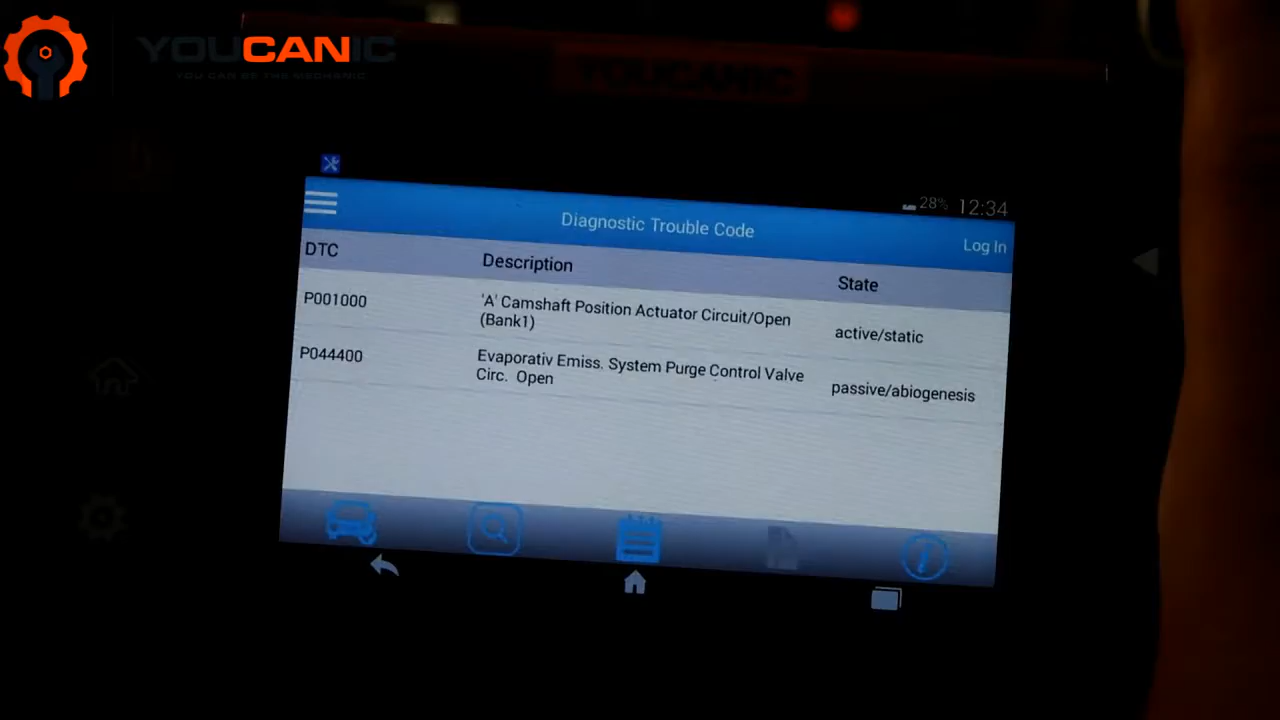 YOUCANIC
YOU CAN BE THE MECHANIC
YOUCANIC
28% 12:34
Diagnostic Trouble Code
Log In
DTC Description State
P001000 'A' Camshaft Position Actuator Circuit/Open
(Bank1) active/static
P044400 Evaporativ Emiss. System Purge Control Valve
Circ. Open passive/abiogenesis